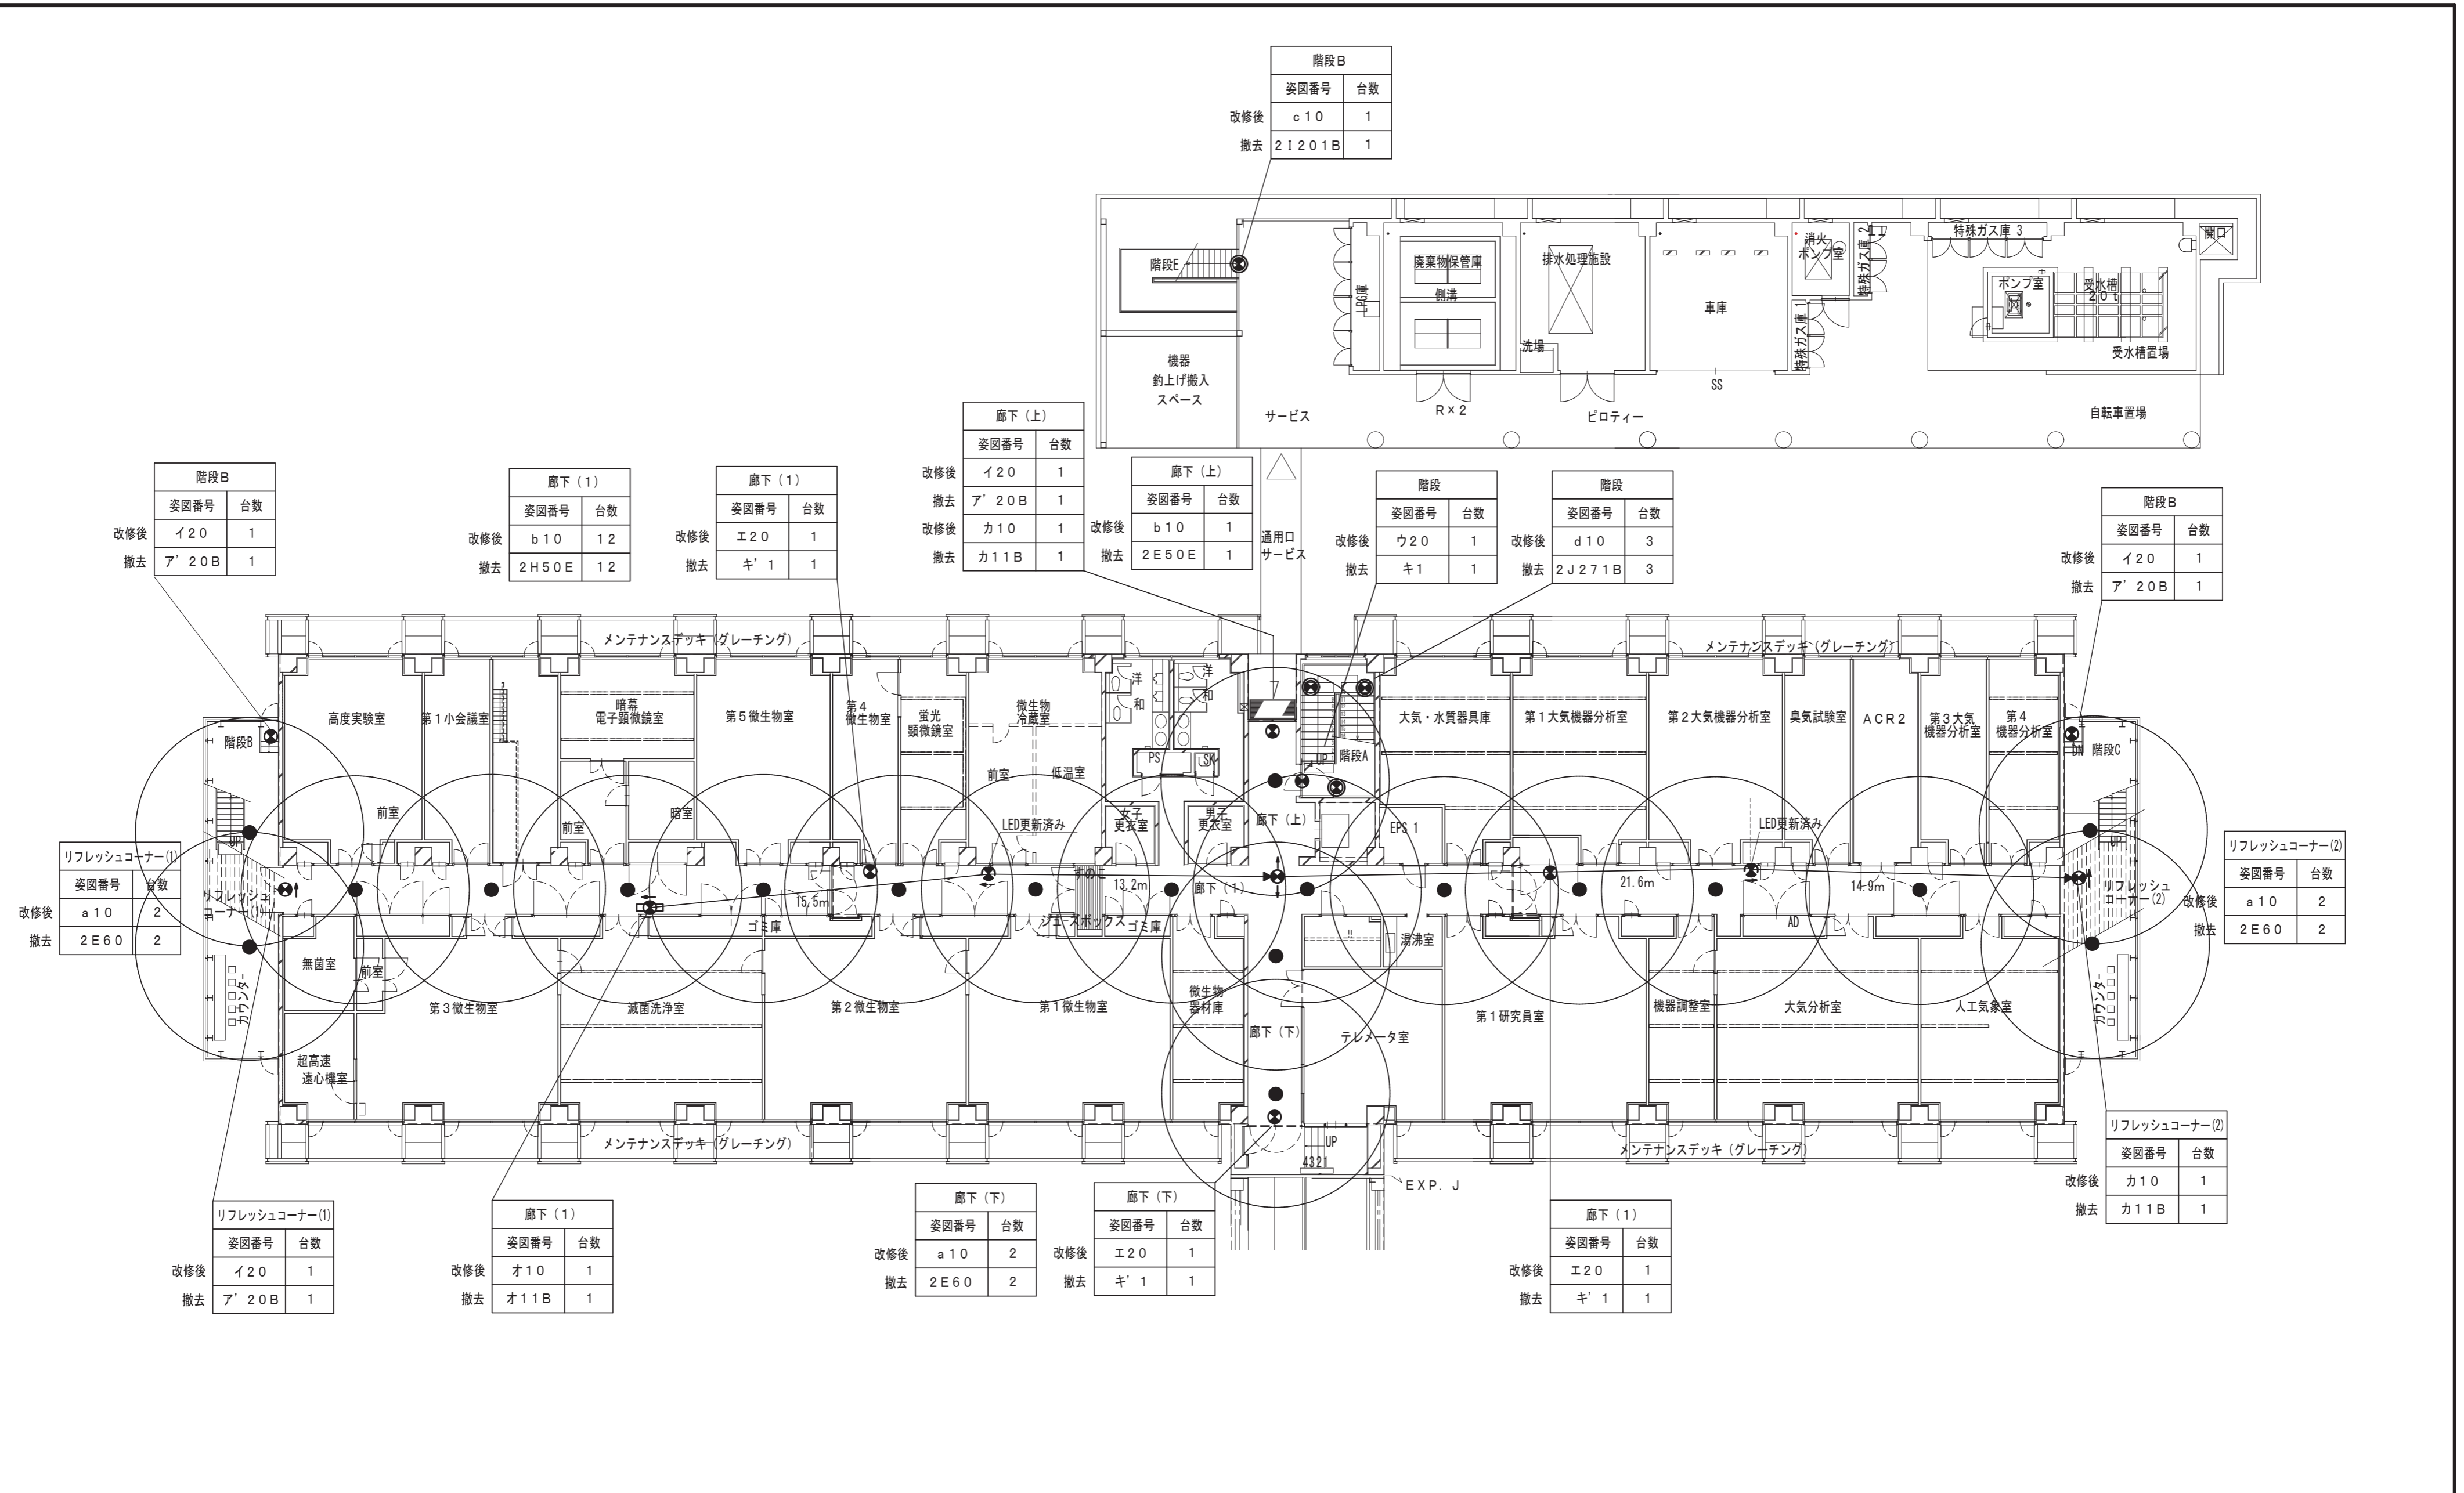 階段B
姿図番号 台数
改修後 c10 1
撤去 2I201B 1
階段E
機器
釣上げ搬入
スペース
LPG庫
廃棄物保管庫
側溝
排水処理施設
洗場
車庫
SS
消火
ポンプ室
特殊ガス庫 1
特殊ガス庫 2
特殊ガス庫 3
ポンプ室
受水槽
20t
開口
受水槽置場
サービス
R×2
ピロティー
自転車置場
階段B
姿図番号 台数
改修後 イ20 1
撤去 ア'20B 1
廊下(1)
姿図番号 台数
改修後 b10 12
撤去 2H50E 12
廊下(1)
姿図番号 台数
改修後 エ20 1
撤去 キ'1 1
廊下(上)
姿図番号 台数
改修後 イ20 1
撤去 ア'20B 1
改修後 カ10 1
撤去 カ11B 1
廊下(上)
姿図番号 台数
改修後 b10 1
撤去 2E50E 1
通用口
サービス
階段
姿図番号 台数
改修後 ウ20 1
撤去 キ1 1
階段
姿図番号 台数
改修後 d10 3
撤去 2J271B 3
階段B
姿図番号 台数
改修後 イ20 1
撤去 ア'20B 1
メンテナンスデッキ(グレーチング)
メンテナンスデッキ(グレーチング)
階段B
高度実験室
第1小会議室
暗幕
電子顕微鏡室
第5微生物室
第4
微生物室
蛍光
顕微鏡室
微生物
冷蔵室
洋
和
洋
和
PS
SK
前室
前室
暗室
前室
低温室
女子
更衣室
男子
更衣室
LED更新済み
階段A
UP
廊下(上)
EPS 1
大気・水質器具庫
第1大気機器分析室
第2大気機器分析室
臭気試験室
ACR2
第3大気
機器分析室
第4
機器分析室
LED更新済み
DN
階段C
UP
UP
リフレッシュコーナー(1)
姿図番号 台数
改修後 a10 2
撤去 2E60 2
リフレッシュ
コーナー(1)
15.5m
すのこ
13.2m
廊下(1)
21.6m
14.9m
リフレッシュ
コーナー(2)
リフレッシュコーナー(2)
姿図番号 台数
改修後 a10 2
撤去 2E60 2
ゴミ庫
シューズボックス
ゴミ庫
湯沸室
AD
無菌室
前室
カウンター
超高速
遠心機室
第3微生物室
滅菌洗浄室
第2微生物室
第1微生物室
微生物
器材庫
廊下(下)
テレメータ室
第1研究員室
機器調整室
大気分析室
人工気象室
カウンター
メンテナンスデッキ(グレーチング)
UP
4321
メンテナンスデッキ(グレーチング)
EXP. J
リフレッシュコーナー(1)
姿図番号 台数
改修後 イ20 1
撤去 ア'20B 1
廊下(1)
姿図番号 台数
改修後 オ10 1
撤去 オ11B 1
廊下(下)
姿図番号 台数
改修後 a10 2
撤去 2E60 2
廊下(下)
姿図番号 台数
改修後 エ20 1
撤去 キ'1 1
廊下(1)
姿図番号 台数
改修後 エ20 1
撤去 キ'1 1
リフレッシュコーナー(2)
姿図番号 台数
改修後 カ10 1
撤去 カ11B 1